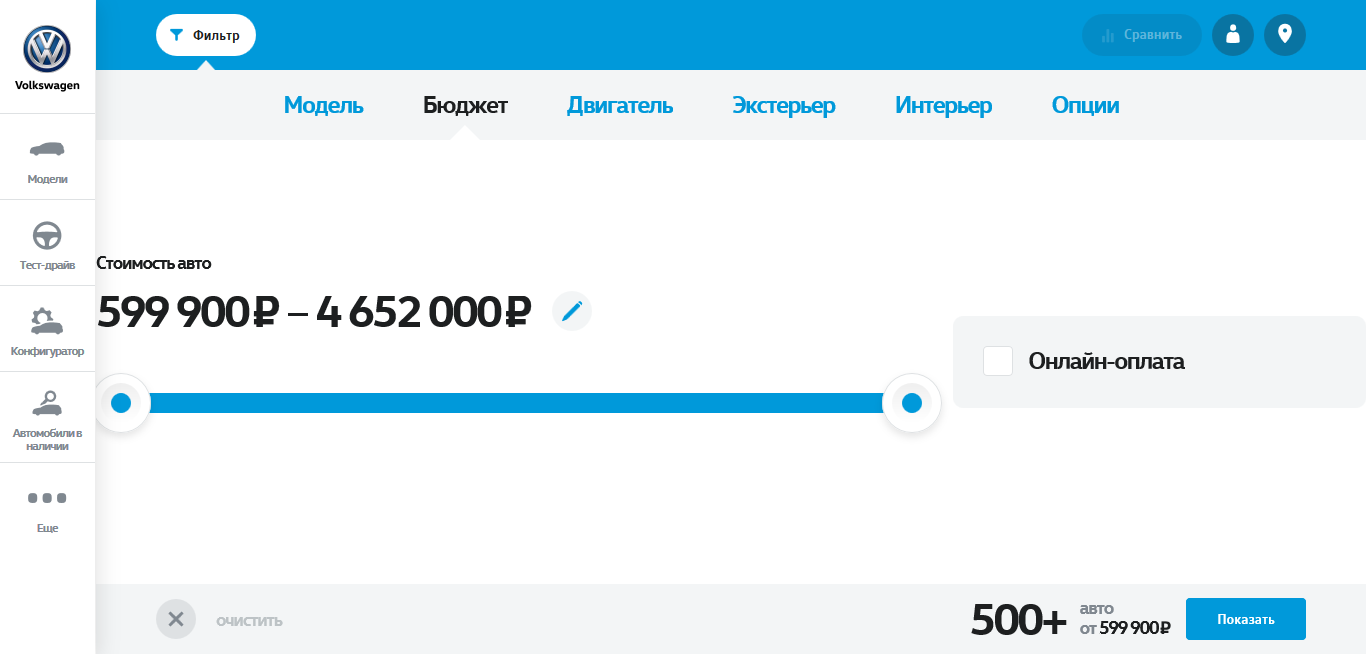 Volkswagen
Модели
Тест-драйв
Конфигуратор
Автомобили в
наличии
Еще
Фильтр
Сравнить
Модель
Бюджет
Двигатель
Экстерьер
Интерьер
Опции
Стоимость авто
599 900 ₽ – 4 652 000 ₽
Онлайн-оплата
ОЧИСТИТЬ
500+
авто
от 599 900 ₽
Показать